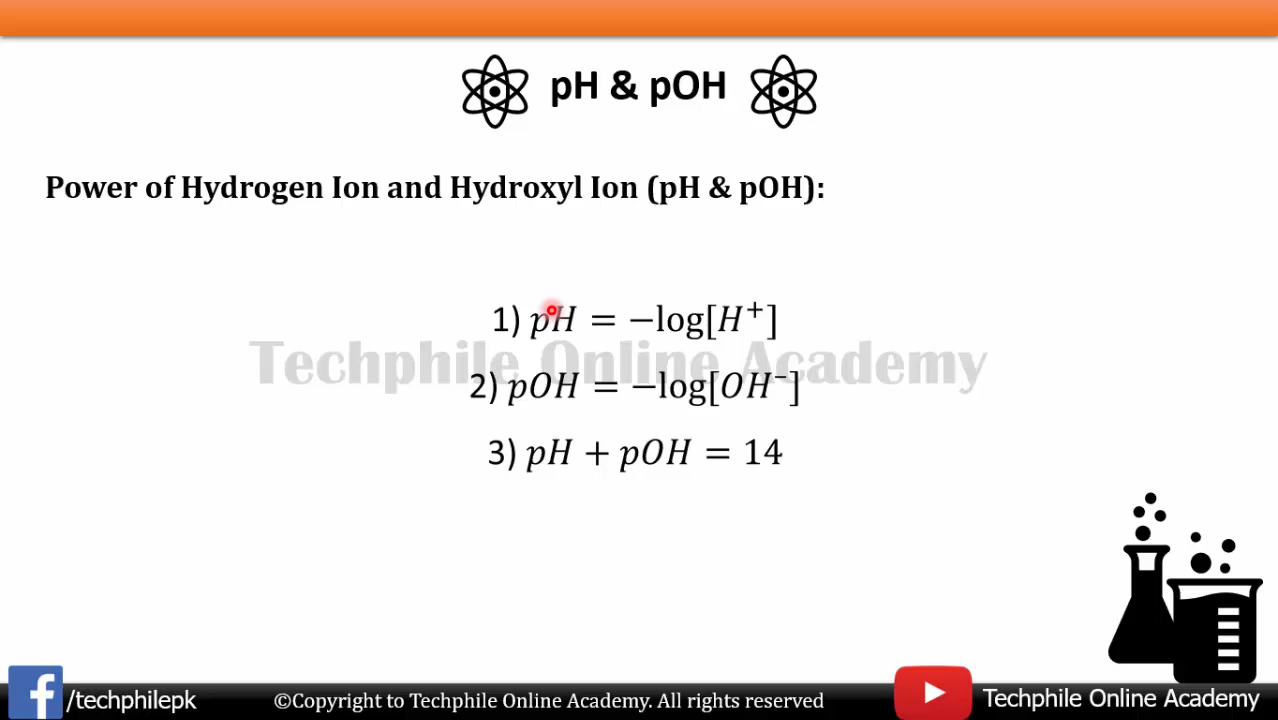 pH & pOH
Power of Hydrogen Ion and Hydroxyl Ion (pH & pOH):
1) pH = −log[H⁺]
Techphile Online Academy
2) pOH = −log[OH⁻]
3) pH + pOH = 14
f /techphilepk ©Copyright to Techphile Online Academy. All rights reserved Techphile Online Academy